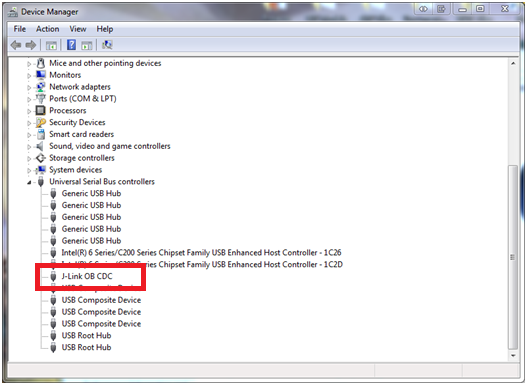 Device Manager
File Action View Help
Mice and other pointing devices
Monitors
Network adapters
Ports (COM & LPT)
Processors
Security Devices
Smart card readers
Sound, video and game controllers
Storage controllers
System devices
Universal Serial Bus controllers
Generic USB Hub
Generic USB Hub
Generic USB Hub
Generic USB Hub
Generic USB Hub
Intel(R) 6 Series/C200 Series Chipset Family USB Enhanced Host Controller - 1C26
Intel(R) 6 Series/C200 Series Chipset Family USB Enhanced Host Controller - 1C2D
J-Link OB CDC
USB Composite Device
USB Composite Device
USB Composite Device
USB Composite Device
USB Root Hub
USB Root Hub